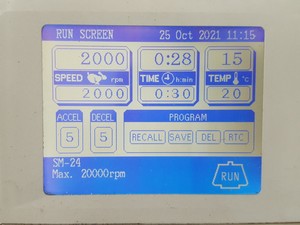 RUN SCREEN 25 Oct 2021 11:15
2000 0:28 15
SPEED rpm TIME h:min TEMP °c
2000 0:30 20
ACCEL DECEL PROGRAM
5 5 RECALL SAVE DEL RTC
SM-24
Max. 20000rpm
RUN